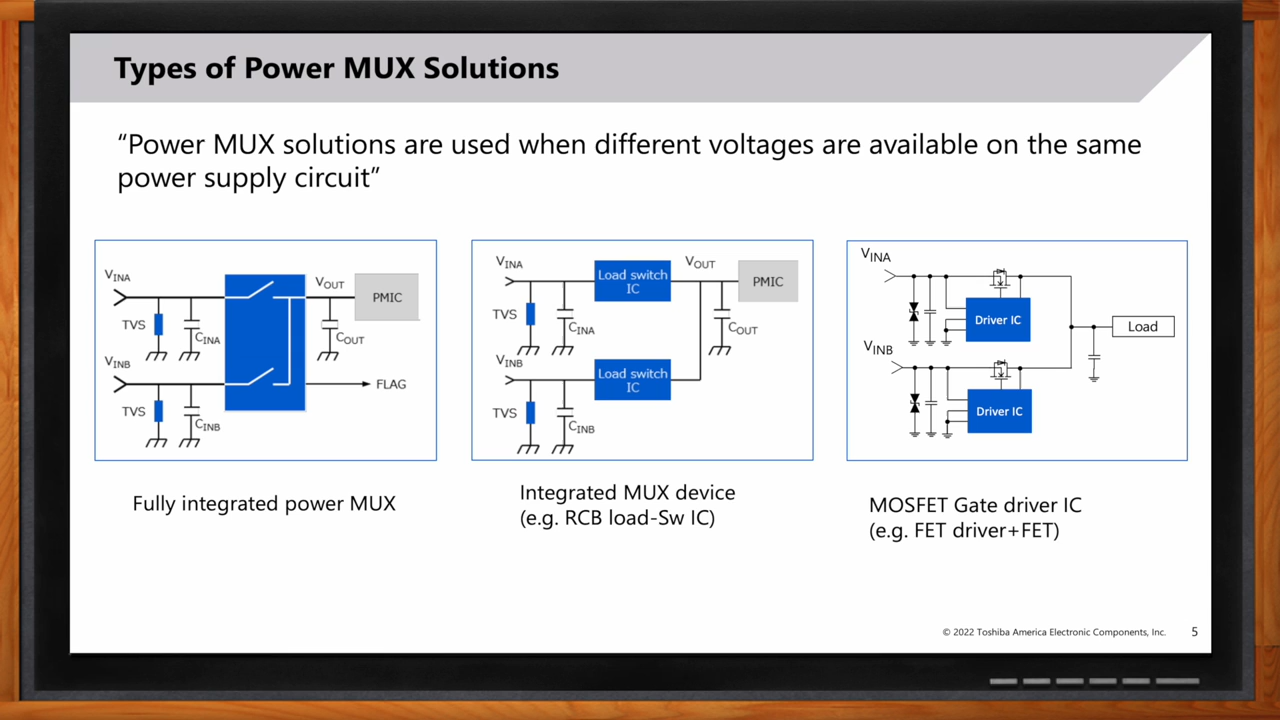 Types of Power MUX Solutions
“Power MUX solutions are used when different voltages are available on the same
power supply circuit”
VINA
VOUT
PMIC
TVS
CINA
COUT
VINB
FLAG
TVS
CINB
Fully integrated power MUX
VINA
Load switch
IC
VOUT
PMIC
TVS
CINA
COUT
VINB
Load switch
IC
TVS
CINB
Integrated MUX device
(e.g. RCB load-Sw IC)
VINA
Driver IC
Load
VINB
Driver IC
MOSFET Gate driver IC
(e.g. FET driver+FET)
© 2022 Toshiba America Electronic Components, Inc.
5